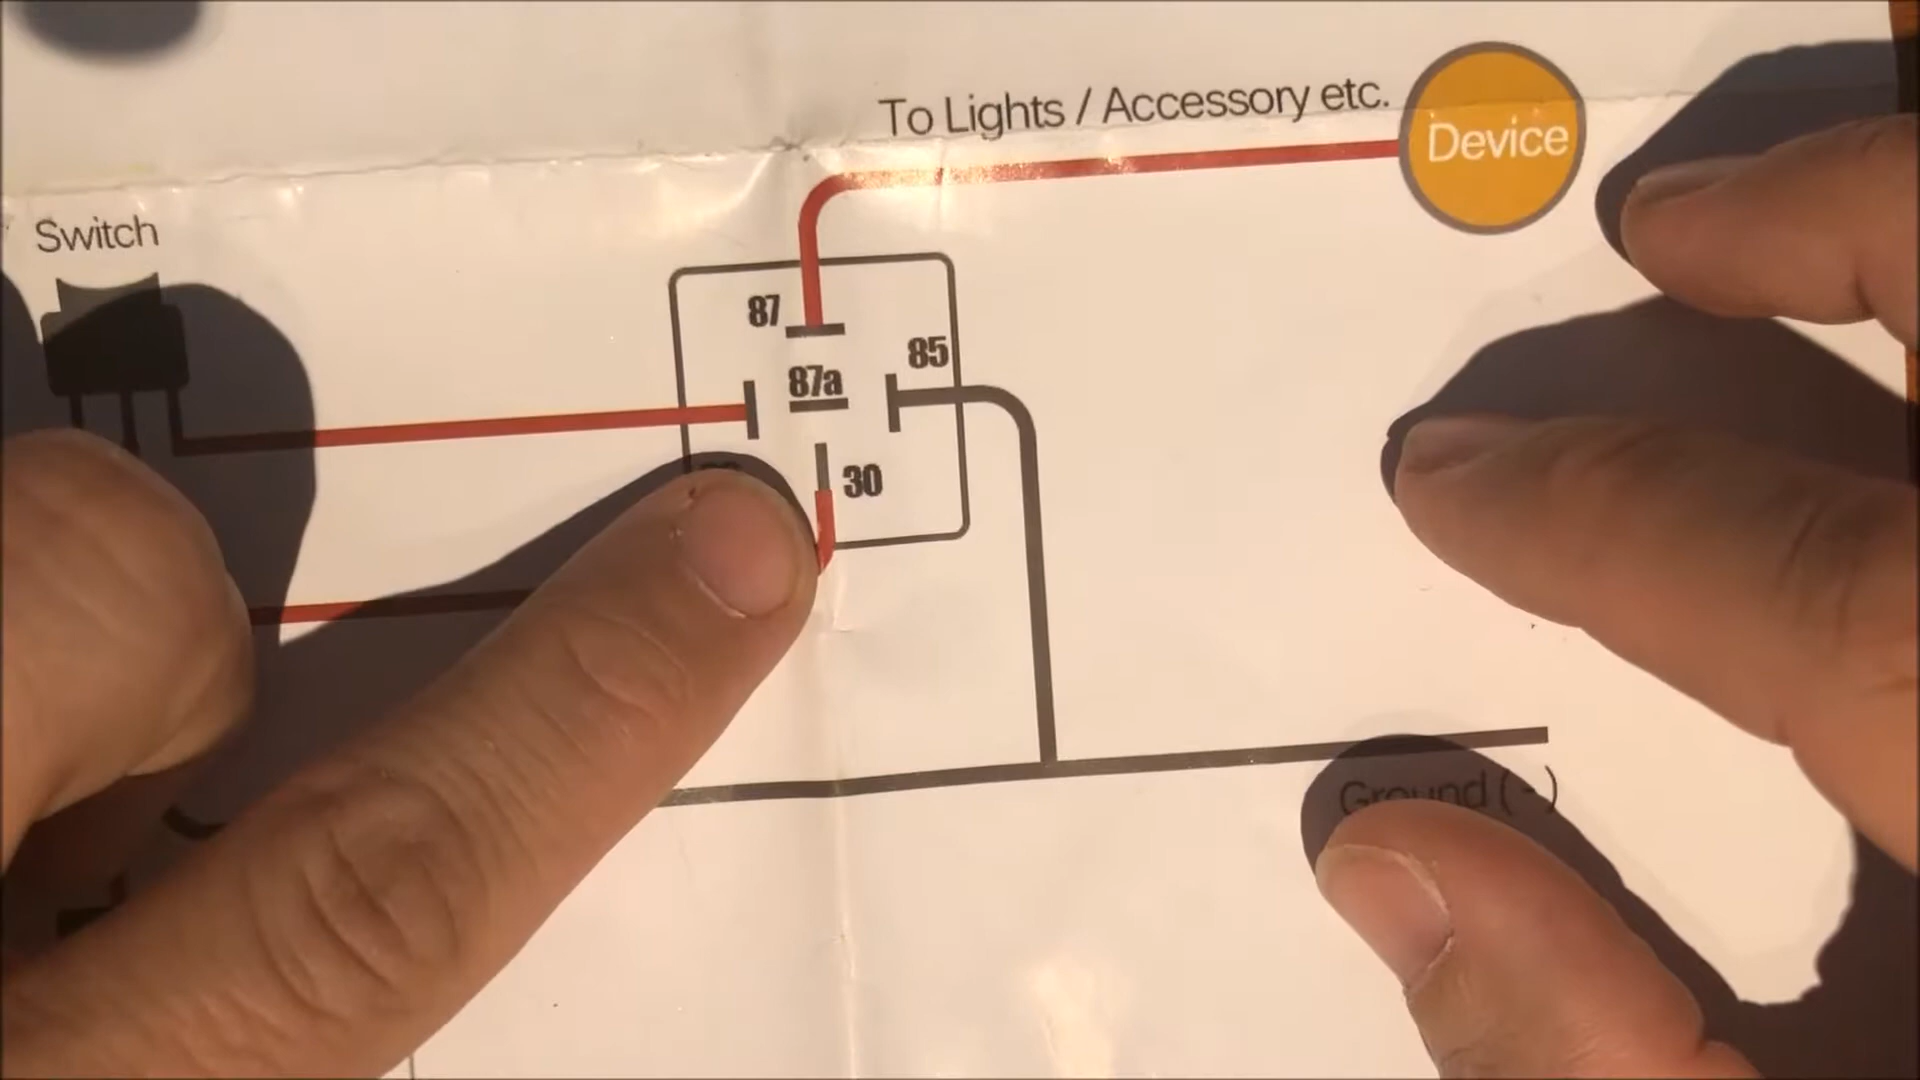 To Lights / Accessory etc.
Device
Switch
87
85
87a
30
Ground (-)